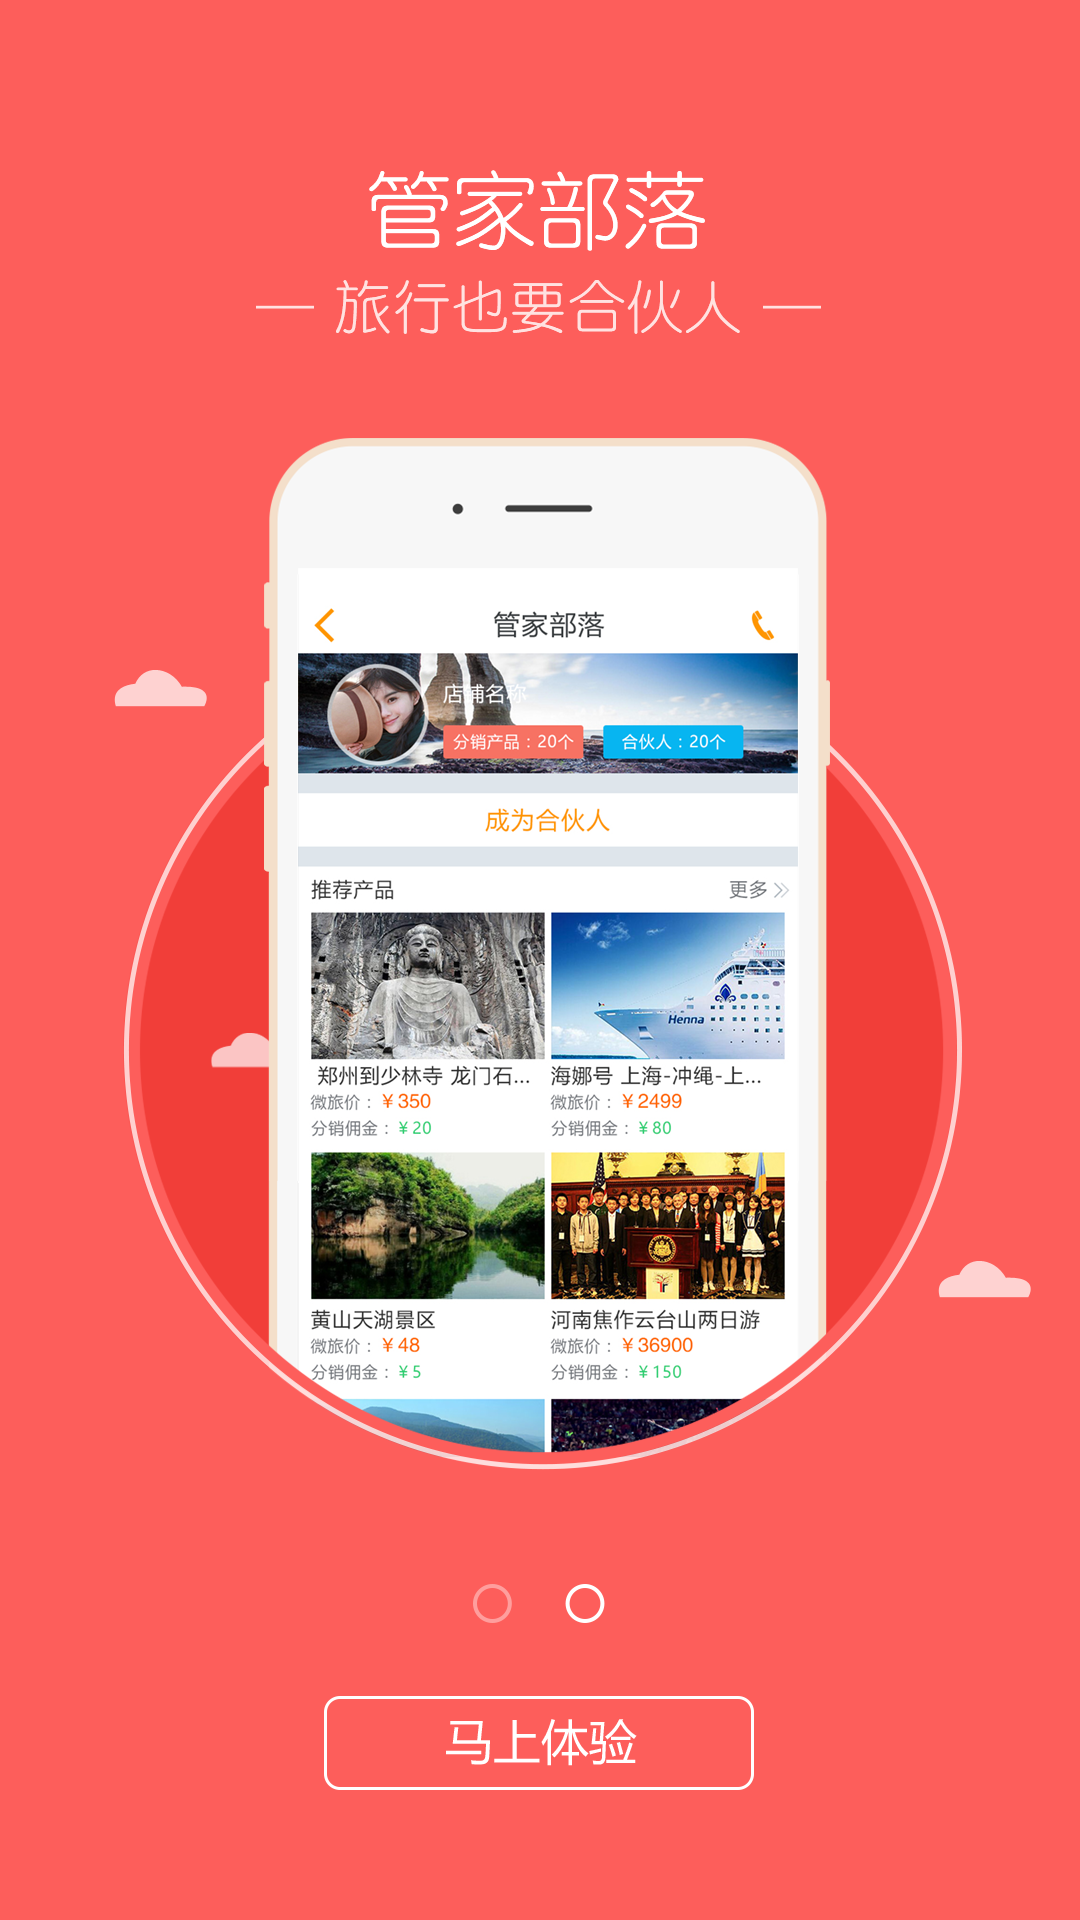 管家部落
旅行也要合伙人
管家部落
店铺名称
分销产品：20个
合伙人：20个
成为合伙人
推荐产品
更多
Henna
郑州到少林寺 龙门石...
海娜号 上海-冲绳-上...
微旅价：￥350
微旅价：￥2499
分销佣金：￥20
分销佣金：￥80
黄山天湖景区
河南焦作云台山两日游
微旅价：￥48
微旅价：￥36900
分销佣金：￥5
分销佣金：￥150
马上体验